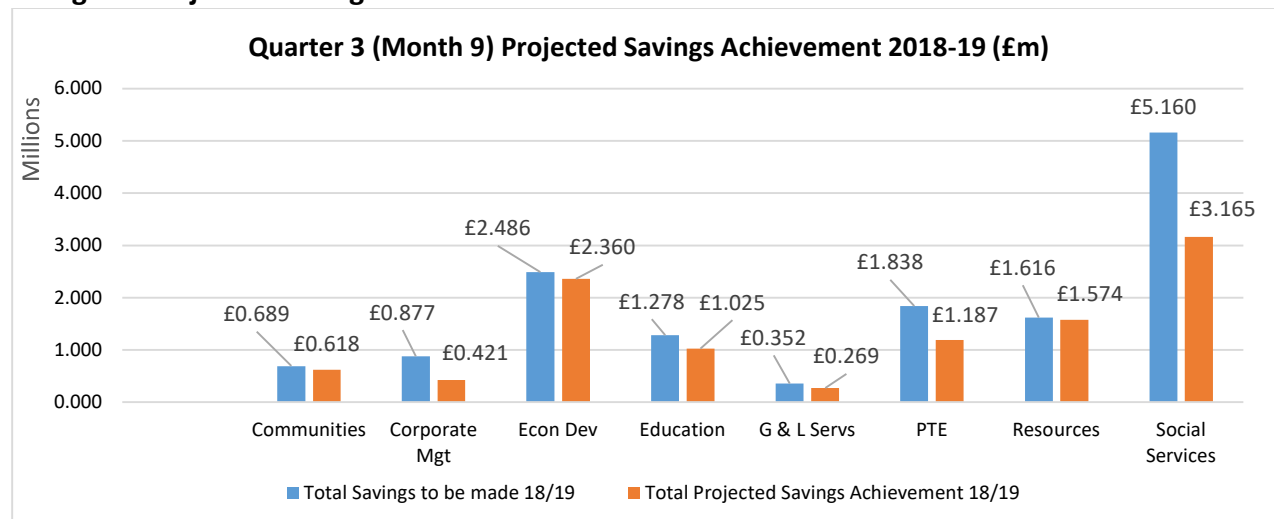 Quarter 3 (Month 9) Projected Savings Achievement 2018-19 (£m)
Millions
6.000
5.000
4.000
3.000
2.000
1.000
0.000
£0.689
£0.618
£0.877
£0.421
£2.486
£2.360
£1.278
£1.025
£0.352
£0.269
£1.838
£1.187
£1.616
£1.574
£5.160
£3.165
Communities
Corporate
Mgt
Econ Dev
Education
G & L Servs
PTE
Resources
Social
Services
Total Savings to be made 18/19
Total Projected Savings Achievement 18/19